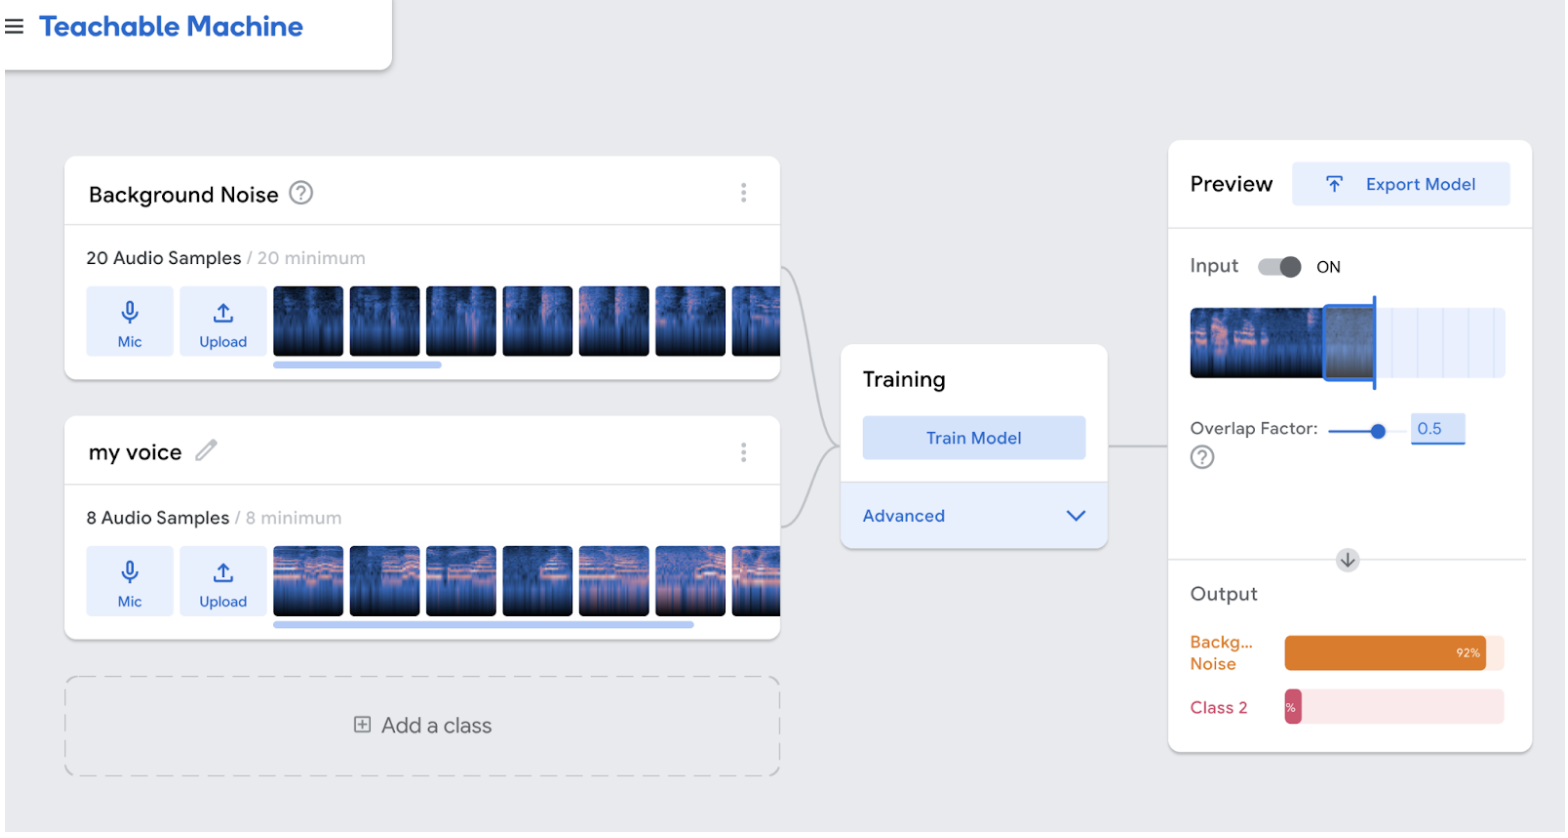 Teachable Machine
Background Noise
20 Audio Samples / 20 minimum
Mic
Upload
my voice
8 Audio Samples / 8 minimum
Mic
Upload
Add a class
Training
Train Model
Advanced
Preview
Export Model
Input
ON
Overlap Factor:
0.5
Output
Backg...
Noise
92%
Class 2
%